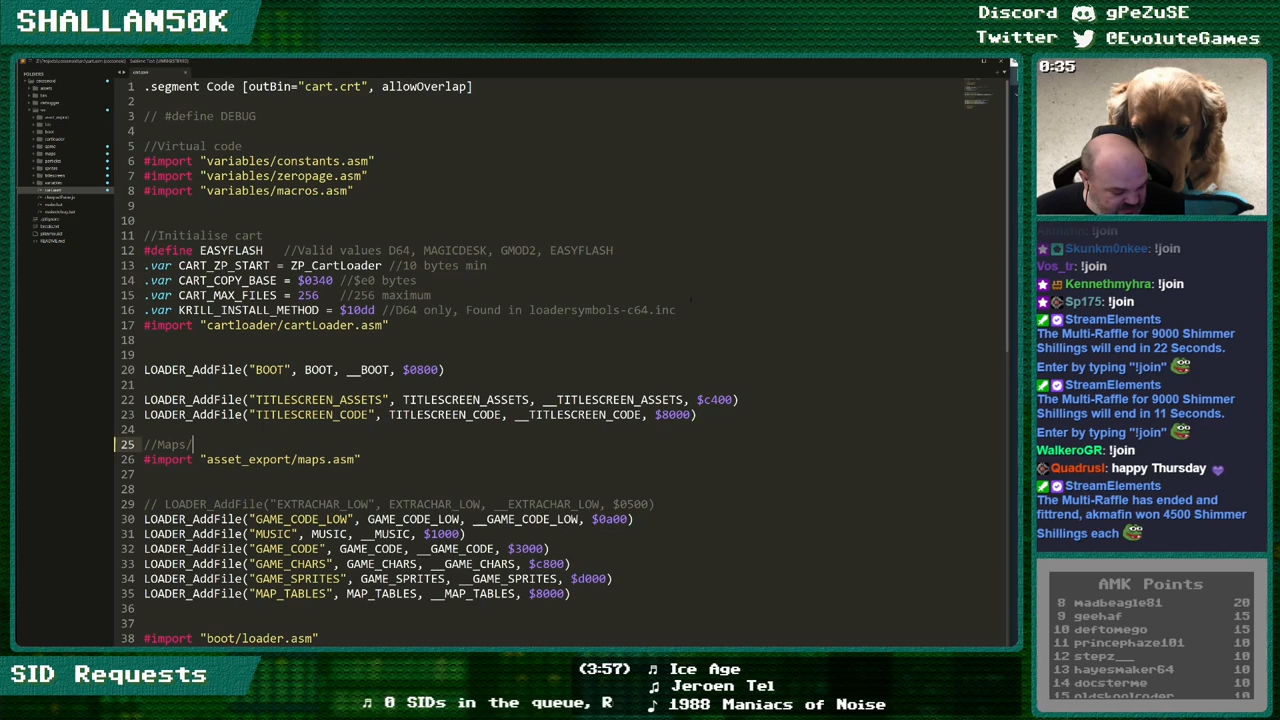 SHALLAN50K
Discord gPeZuSE
Twitter @EvoluteGames
FOLDERS
1 .segment Code [outBin="cart.crt", allowOverlap]
2
3 // #define DEBUG
4
5 //Virtual code
6 #import "variables/constants.asm"
7 #import "variables/zeropage.asm"
8 #import "variables/macros.asm"
9
10
11 //Initialise cart
12 #define EASYFLASH //Valid values D64, MAGICDESK, GMOD2, EASYFLASH
13 .var CART_ZP_START = ZP_CartLoader //10 bytes min
14 .var CART_COPY_BASE = $0340 //$e0 bytes
15 .var CART_MAX_FILES = 256 //256 maximum
16 .var KRILL_INSTALL_METHOD = $10dd //D64 only, Found in loadersymbols-c64.inc
17 #import "cartloader/cartLoader.asm"
18
19
20 LOADER_AddFile("BOOT", BOOT, __BOOT, $0800)
21
22 LOADER_AddFile("TITLESCREEN_ASSETS", TITLESCREEN_ASSETS, __TITLESCREEN_ASSETS, $c400)
23 LOADER_AddFile("TITLESCREEN_CODE", TITLESCREEN_CODE, __TITLESCREEN_CODE, $8000)
24
25 //Maps/
26 #import "asset_export/maps.asm"
27
28
29 // LOADER_AddFile("EXTRACHAR_LOW", EXTRACHAR_LOW, __EXTRACHAR_LOW, $0500)
30 LOADER_AddFile("GAME_CODE_LOW", GAME_CODE_LOW, __GAME_CODE_LOW, $0a00)
31 LOADER_AddFile("MUSIC", MUSIC, __MUSIC, $1000)
32 LOADER_AddFile("GAME_CODE", GAME_CODE, __GAME_CODE, $3000)
33 LOADER_AddFile("GAME_CHARS", GAME_CHARS, __GAME_CHARS, $c800)
34 LOADER_AddFile("GAME_SPRITES", GAME_SPRITES, __GAME_SPRITES, $d000)
35 LOADER_AddFile("MAP_TABLES", MAP_TABLES, __MAP_TABLES, $8000)
36
37
38 #import "boot/loader.asm"
0:35
!join
Skunkm0nkee: !join
Vos_tr: !join
Kennethmyhra: !join
Sp175: !join
StreamElements:
The Multi-Raffle for 9000 Shimmer
Shillings will end in 22 Seconds.
Enter by typing "!join"
StreamElements:
The Multi-Raffle for 9000 Shimmer
Shillings will end in 11 Seconds.
Enter by typing "!join"
WalkeroGR: !join
Quadrusl: happy Thursday
StreamElements:
The Multi-Raffle has ended and
fittrend, akmafin won 4500 Shimmer
Shillings each
AMK Points
8 madbeagle81 20
9 geehaf 15
10 deftomego 15
11 princephaze101 10
12 stepz__ 10
13 hayesmaker64 10
14 docsterme 10
15 oldskoolcoder 10
SID Requests
(3:57) Ice Age
Jeroen Tel
0 SIDs in the queue, R
1988 Maniacs of Noise